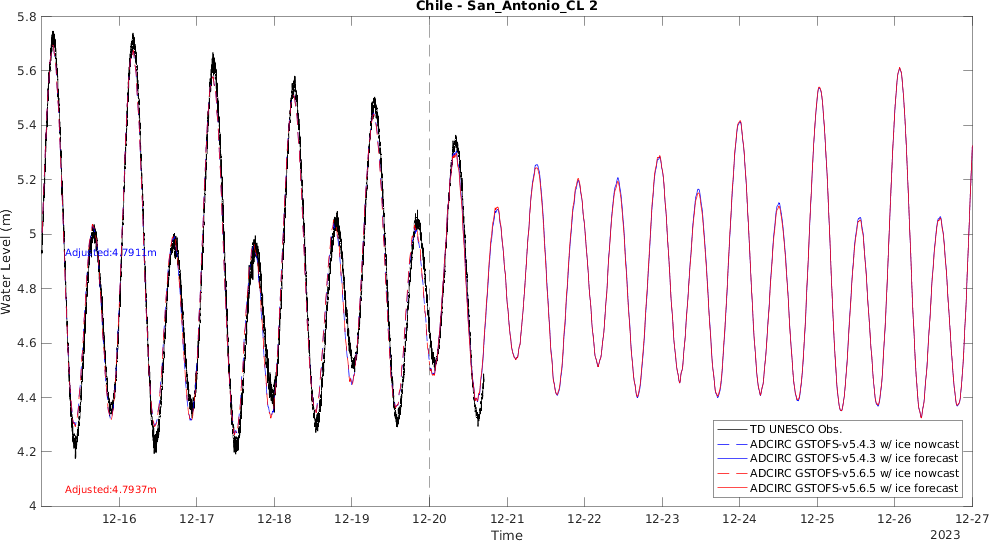 Chile - San_Antonio_CL 2
5.8
5.6
5.4
5.2
5
4.8
4.6
4.4
4.2
4
Water Level (m)
Adjusted:4.7911m
Adjusted:4.7937m
TD UNESCO Obs.
ADCIRC GSTOFS-v5.4.3 w/ ice nowcast
ADCIRC GSTOFS-v5.4.3 w/ ice forecast
ADCIRC GSTOFS-v5.6.5 w/ ice nowcast
ADCIRC GSTOFS-v5.6.5 w/ ice forecast
12-16 12-17 12-18 12-19 12-20 12-21 12-22 12-23 12-24 12-25 12-26 12-27
Time
2023